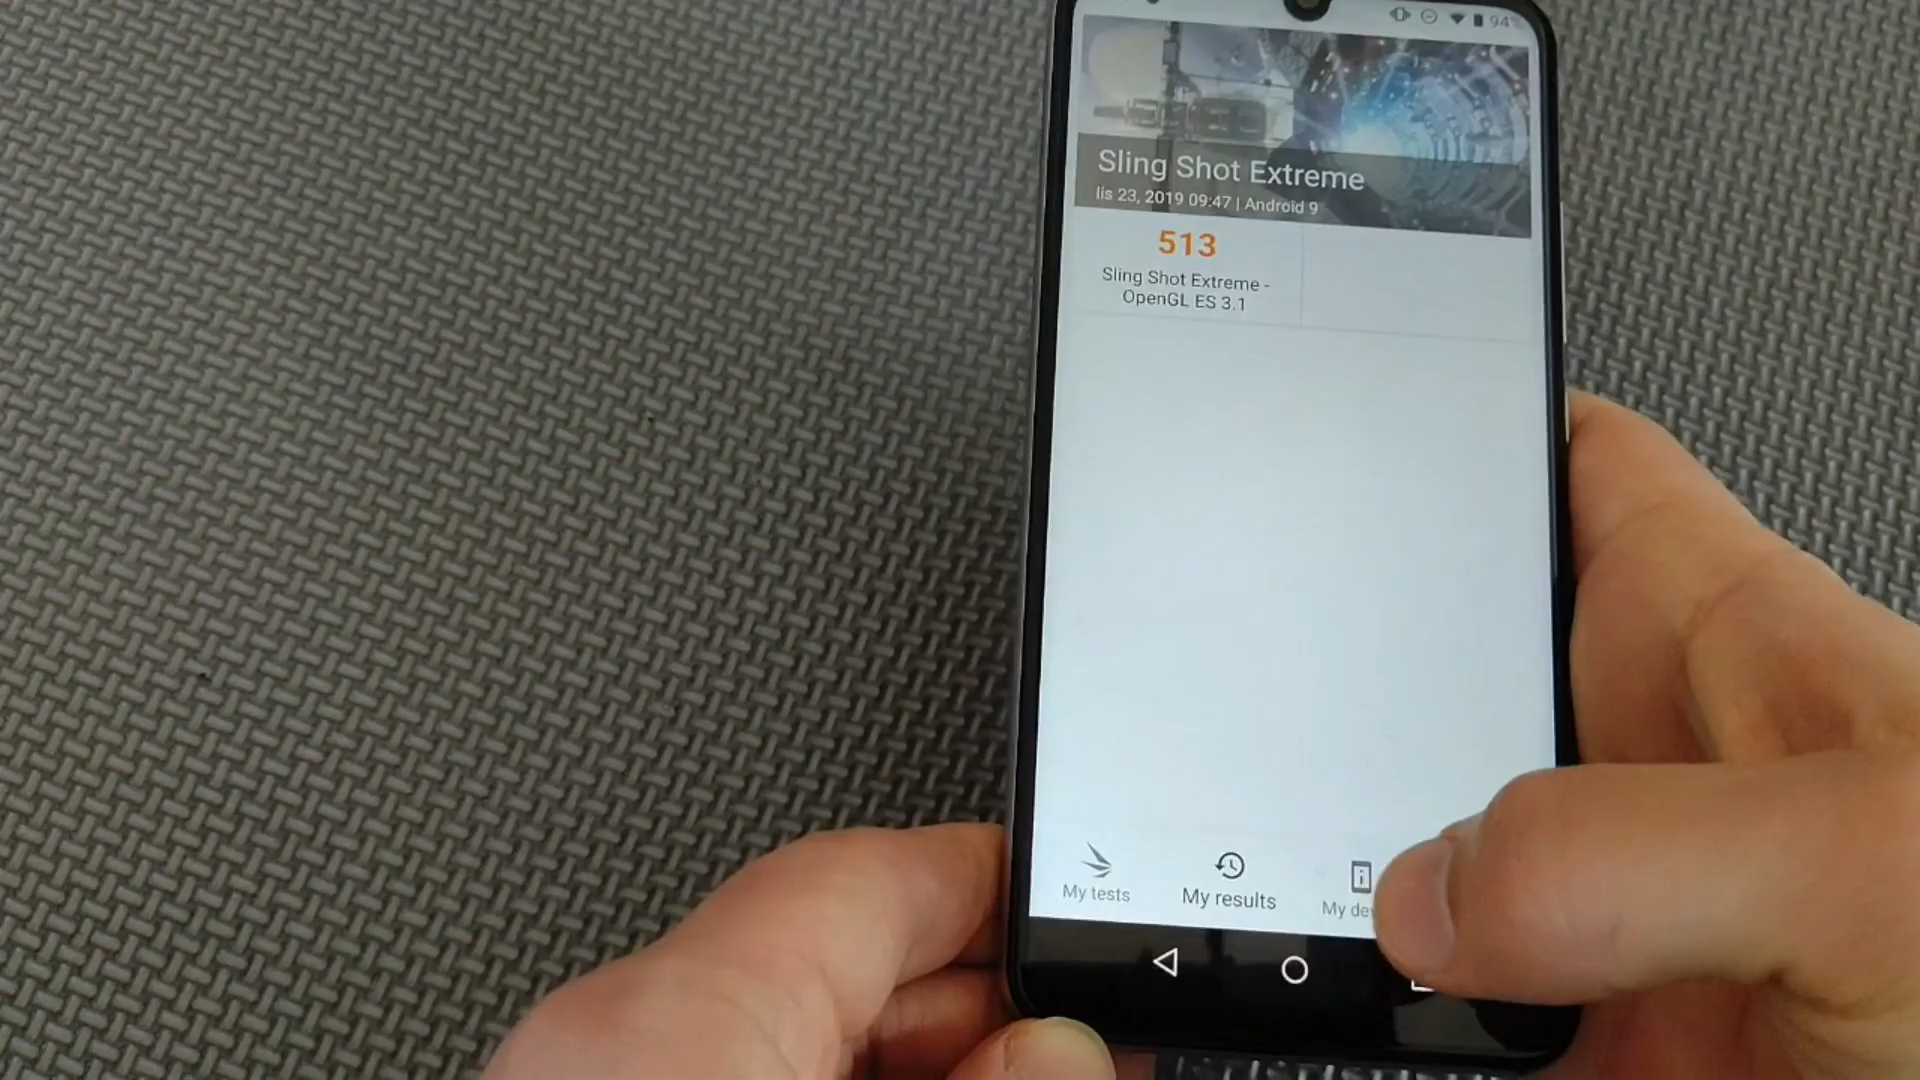 94%
Sling Shot Extreme
lis 23, 2019 09:47 | Android 9
513
Sling Shot Extreme -
OpenGL ES 3.1
My tests
My results
My de